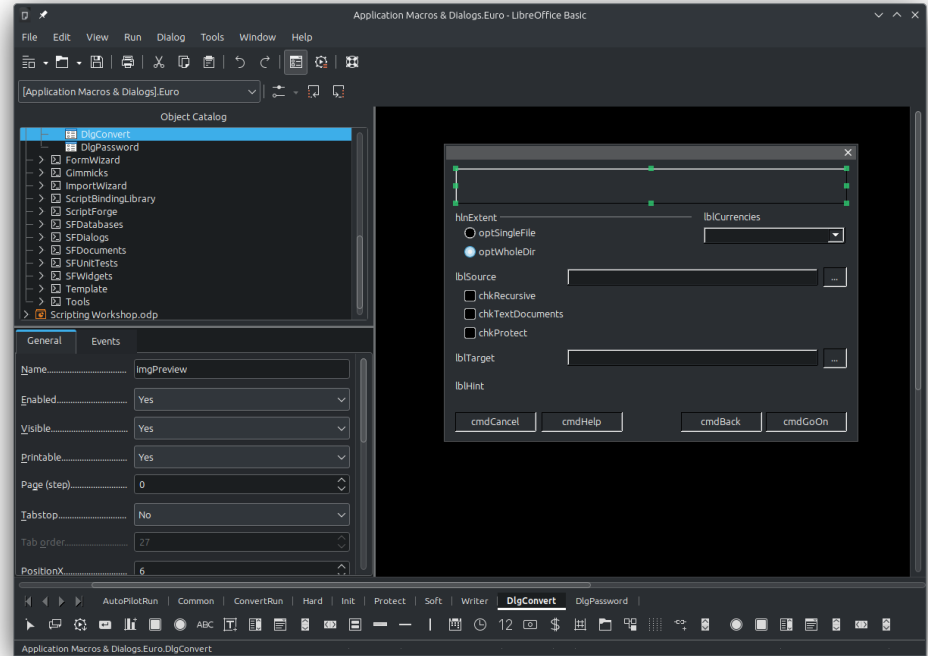 Application Macros & Dialogs.Euro - LibreOffice Basic
File Edit View Run Dialog Tools Window Help
[Application Macros & Dialogs].Euro
Object Catalog
DlgConvert
DlgPassword
FormWizard
Gimmicks
ImportWizard
ScriptBindingLibrary
ScriptForge
SFDatabases
SFDialogs
SFDocuments
SFUnitTests
SFWidgets
Template
Tools
Scripting Workshop.odp
General Events
Name.................... imgPreview
Enabled.................... Yes
Visible.................... Yes
Printable.................... Yes
Page (step).................... 0
Tabstop.................... No
Tab order.................... 27
PositionX.................... 6
hlnExtent
lblCurrencies
optSingleFile
optWholeDir
lblSource
...
chkRecursive
chkTextDocuments
chkProtect
lblTarget
...
lblHint
cmdCancel cmdHelp cmdBack cmdGoOn
AutoPilotRun Common ConvertRun Hard Init Protect Soft Writer DlgConvert DlgPassword
ABC T 12 $
Application Macros & Dialogs.Euro.DlgConvert